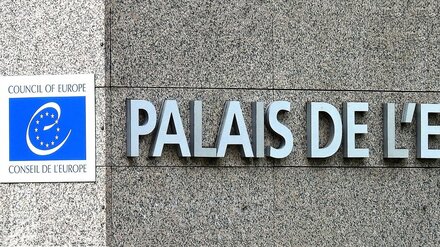 COUNCIL OF EUROPE
CONSEIL DE L'EUROPE
PALAIS DE L'E